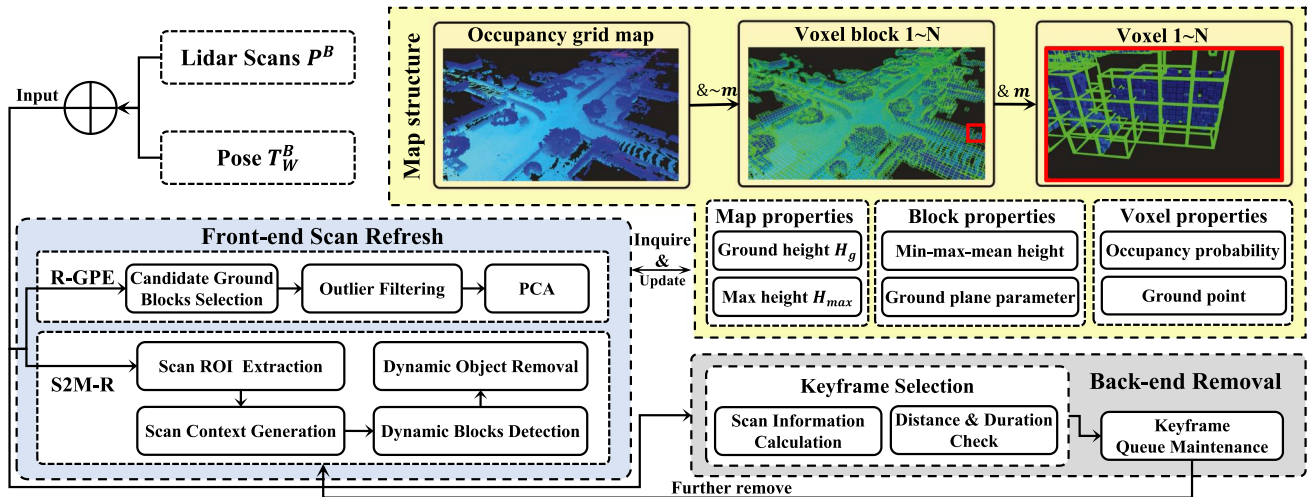 Input
Lidar Scans P^B
Pose T_W^B
Map structure
Occupancy grid map
&~m
Voxel block 1~N
& m
Voxel 1~N
Map properties
Ground height H_g
Max height H_max
Block properties
Min-max-mean height
Ground plane parameter
Voxel properties
Occupancy probability
Ground point
Inquire
&
Update
Front-end Scan Refresh
R-GPE
Candidate Ground
Blocks Selection
Outlier Filtering
PCA
S2M-R
Scan ROI Extraction
Dynamic Object Removal
Scan Context Generation
Dynamic Blocks Detection
Keyframe Selection
Scan Information
Calculation
Distance & Duration
Check
Back-end Removal
Keyframe
Queue Maintenance
Further remove